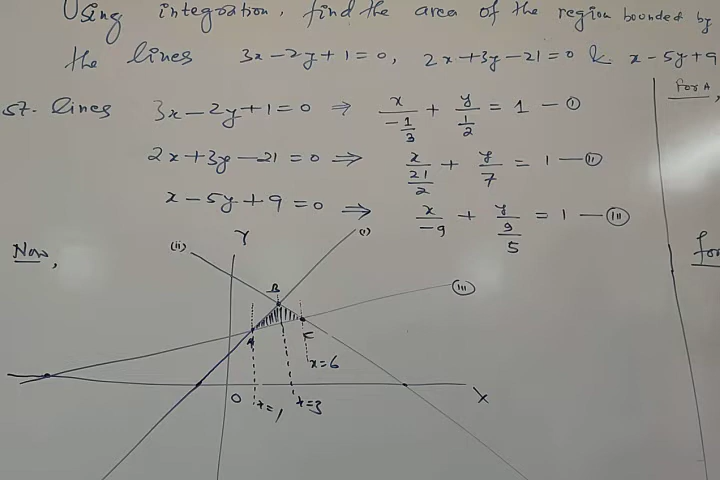 Using integration, find the area of the region bounded by
the lines 3x-2y+1=0, 2x+3y-21=0 & x-5y+9
For A,
St. lines 3x-2y+1=0 ⇒ x/(-1/3) + y/(1/2) = 1 — (I)
2x+3y-21=0 ⇒ x/(21/2) + y/7 = 1 — (II)
x-5y+9=0 ⇒ x/(-9) + y/(9/5) = 1 — (III)
Now,
for
(ii) Y (i)
B (III)
A C
x=6
O x=1 x=3 X